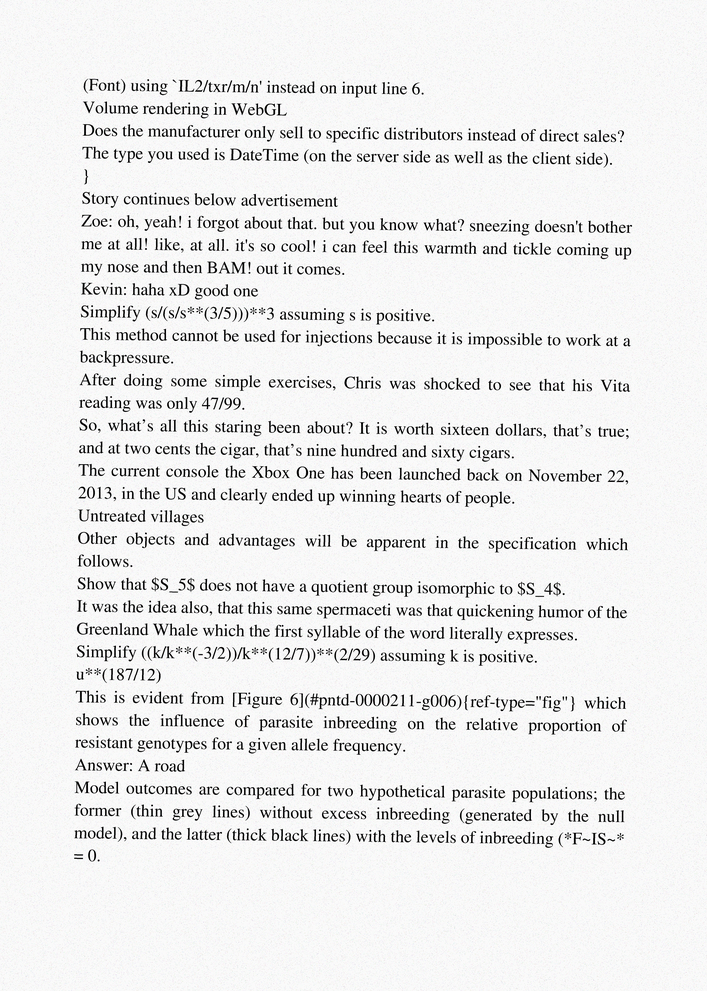 (Font) using `IL2/txr/m/n' instead on input line 6.
Volume rendering in WebGL
Does the manufacturer only sell to specific distributors instead of direct sales?
The type you used is DateTime (on the server side as well as the client side).
}
Story continues below advertisement
Zoe: oh, yeah! i forgot about that. but you know what? sneezing doesn't bother
me at all! like, at all. it's so cool! i can feel this warmth and tickle coming up
my nose and then BAM! out it comes.
Kevin: haha xD good one
Simplify (s/(s/s**(3/5)))**3 assuming s is positive.
This method cannot be used for injections because it is impossible to work at a
backpressure.
After doing some simple exercises, Chris was shocked to see that his Vita
reading was only 47/99.
So, what’s all this staring been about? It is worth sixteen dollars, that’s true;
and at two cents the cigar, that’s nine hundred and sixty cigars.
The current console the Xbox One has been launched back on November 22,
2013, in the US and clearly ended up winning hearts of people.
Untreated villages
Other objects and advantages will be apparent in the specification which
follows.
Show that $S_5$ does not have a quotient group isomorphic to $S_4$.
It was the idea also, that this same spermaceti was that quickening humor of the
Greenland Whale which the first syllable of the word literally expresses.
Simplify ((k/k**(-3/2))/k**(12/7))**(2/29) assuming k is positive.
u**(187/12)
This is evident from [Figure 6](#pntd-0000211-g006){ref-type="fig"} which
shows the influence of parasite inbreeding on the relative proportion of
resistant genotypes for a given allele frequency.
Answer: A road
Model outcomes are compared for two hypothetical parasite populations; the
former (thin grey lines) without excess inbreeding (generated by the null
model), and the latter (thick black lines) with the levels of inbreeding (*F~IS~*
= 0.